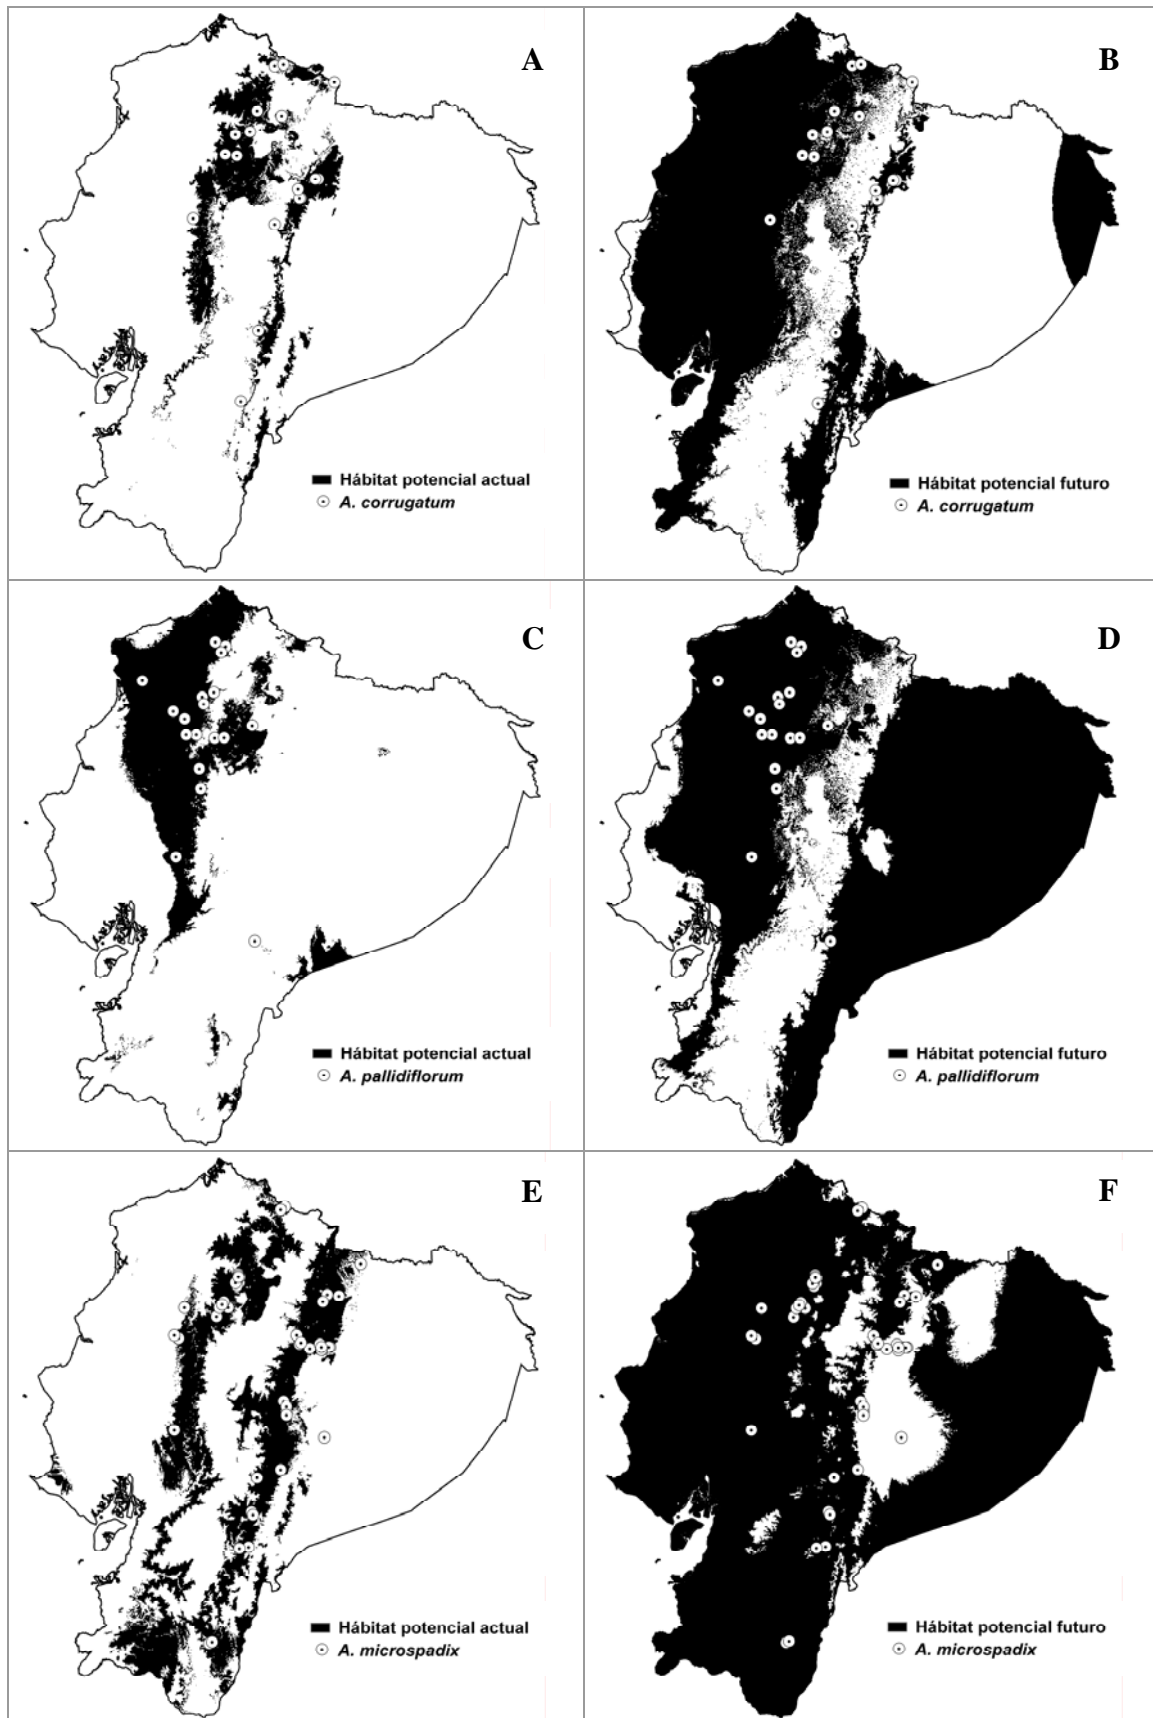 A
Hábitat potencial actual
A. corrugatum
B
Hábitat potencial futuro
A. corrugatum
C
Hábitat potencial actual
A. pallidiflorum
D
Hábitat potencial futuro
A. pallidiflorum
E
Hábitat potencial actual
A. microspadix
F
Hábitat potencial futuro
A. microspadix